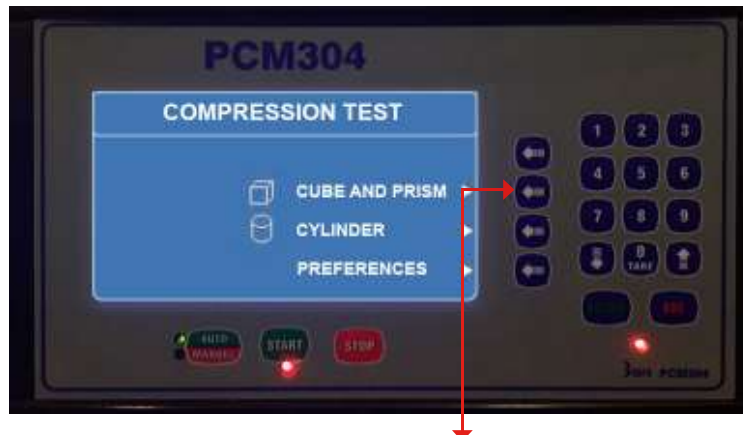 PCM304
COMPRESSION TEST
CUBE AND PRISM
CYLINDER
PREFERENCES
1 2 3
4 5 6
7 8 9
0
TARE
AUTO
MANUAL
START
STOP
PCM304